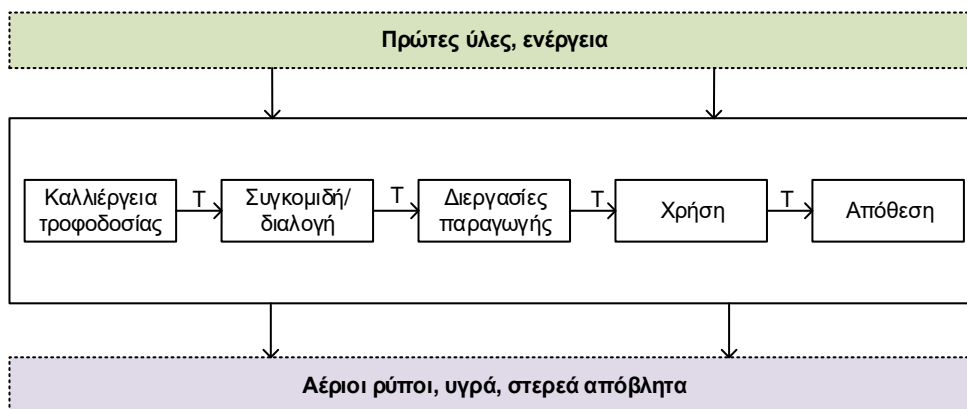 Πρώτες ύλες, ενέργεια
Καλλιέργεια
τροφοδοσίας
Τ
Συγκομιδή/
διαλογή
Τ
Διεργασίες
παραγωγής
Τ
Χρήση
Τ
Απόθεση
Αέριοι ρύποι, υγρά, στερεά απόβλητα